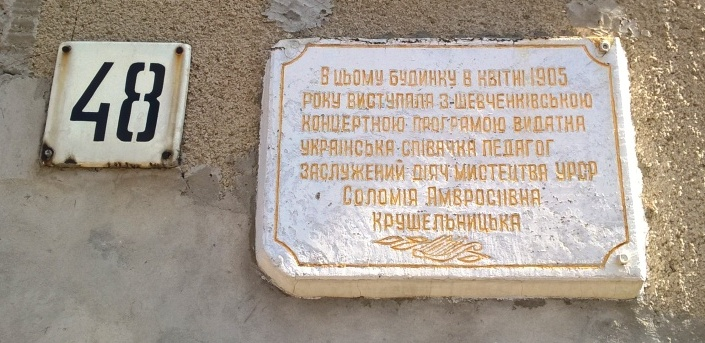 48
В цьому будинку в квітні 1905
року виступала з-шевченківською
концертною програмою видатна
українська співачка педагог
заслужений діяч мистецтва УРСР
Соломія Амвросіївна
Крушельницька